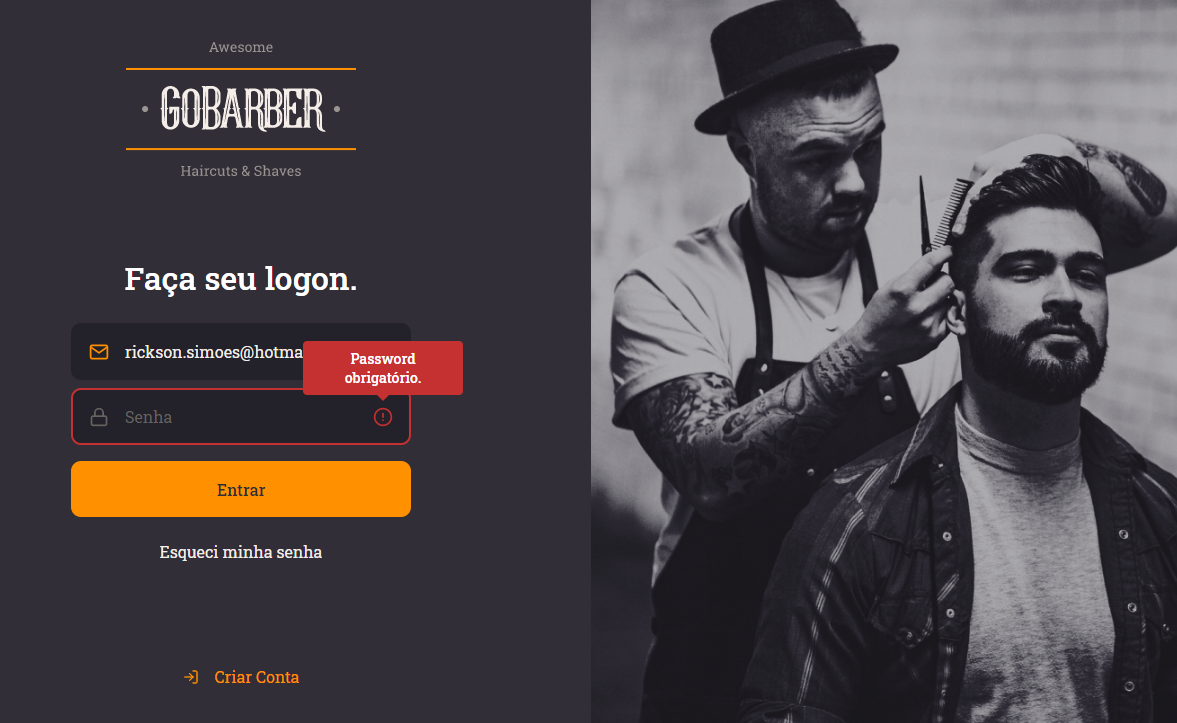 Awesome
GOBARBER
Haircuts & Shaves
Faça seu logon.
rickson.simoes@hotma
Password
obrigatório.
Senha
Entrar
Esqueci minha senha
Criar Conta